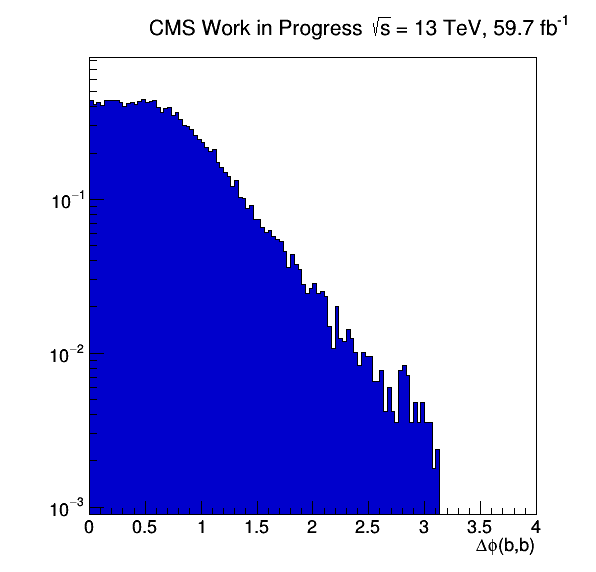 CMS Work in Progress √s = 13 TeV, 59.7 fb⁻¹
10⁻¹
10⁻²
10⁻³
0 0.5 1 1.5 2 2.5 3 3.5 4
Δϕ(b,b)